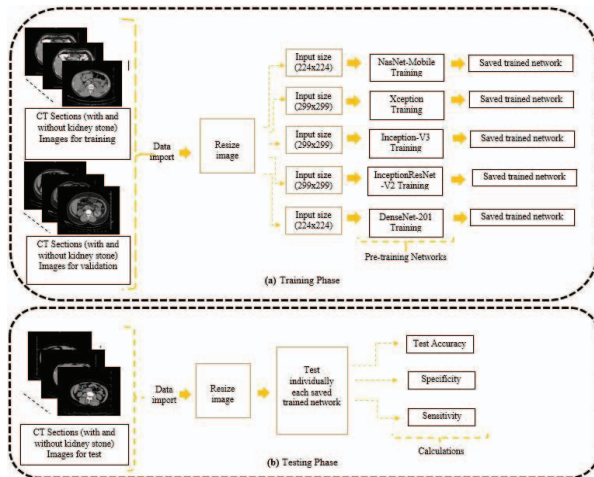 CT Sections (with and
without kidney stone)
Images for training
CT Sections (with and
without kidney stone)
Images for validation
Data
import
Resize
image
Input size
(224x224)
NasNet-Mobile
Training
Saved trained network
Input size
(299x299)
Xception
Training
Saved trained network
Input size
(299x299)
Inception-V3
Training
Saved trained network
Input size
(299x299)
InceptionResNet
-V2 Training
Saved trained network
Input size
(224x224)
DenseNet-201
Training
Saved trained network
Pre-training Networks
(a) Training Phase
CT Sections (with and
without kidney stone)
Images for test
Data
import
Resize
image
Test
individually
each saved
trained network
Test Accuracy
Specificity
Sensitivity
Calculations
(b) Testing Phase